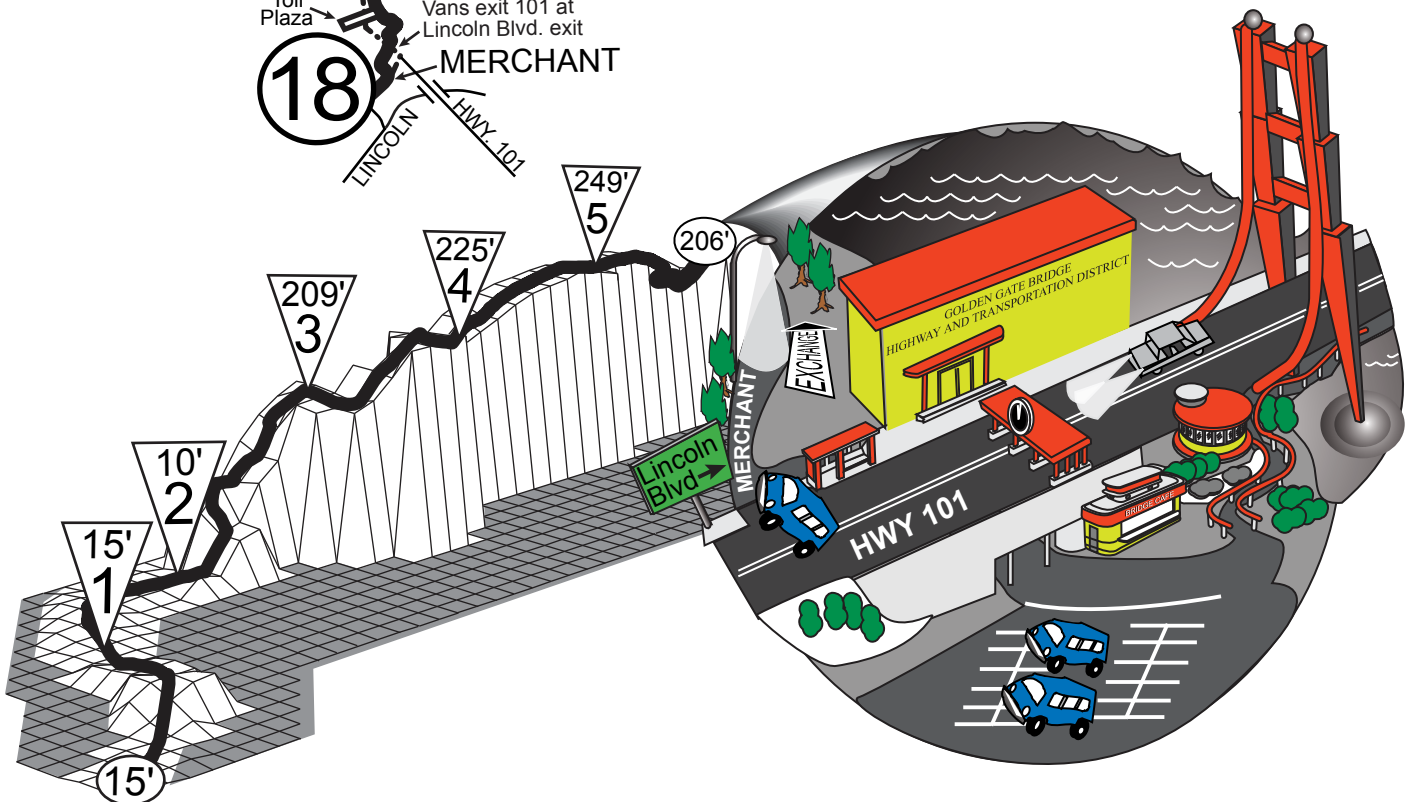 Toll
Plaza
Vans exit 101 at
Lincoln Blvd. exit
18
MERCHANT
LINCOLN
HWY. 101
249'
5
225'
4
206'
209'
3
10'
2
15'
1
15'
GOLDEN GATE BRIDGE
HIGHWAY AND TRANSPORTATION DISTRICT
EXCHANGE
MERCHANT
Lincoln
Blvd→
HWY 101
BRIDGE CAFE